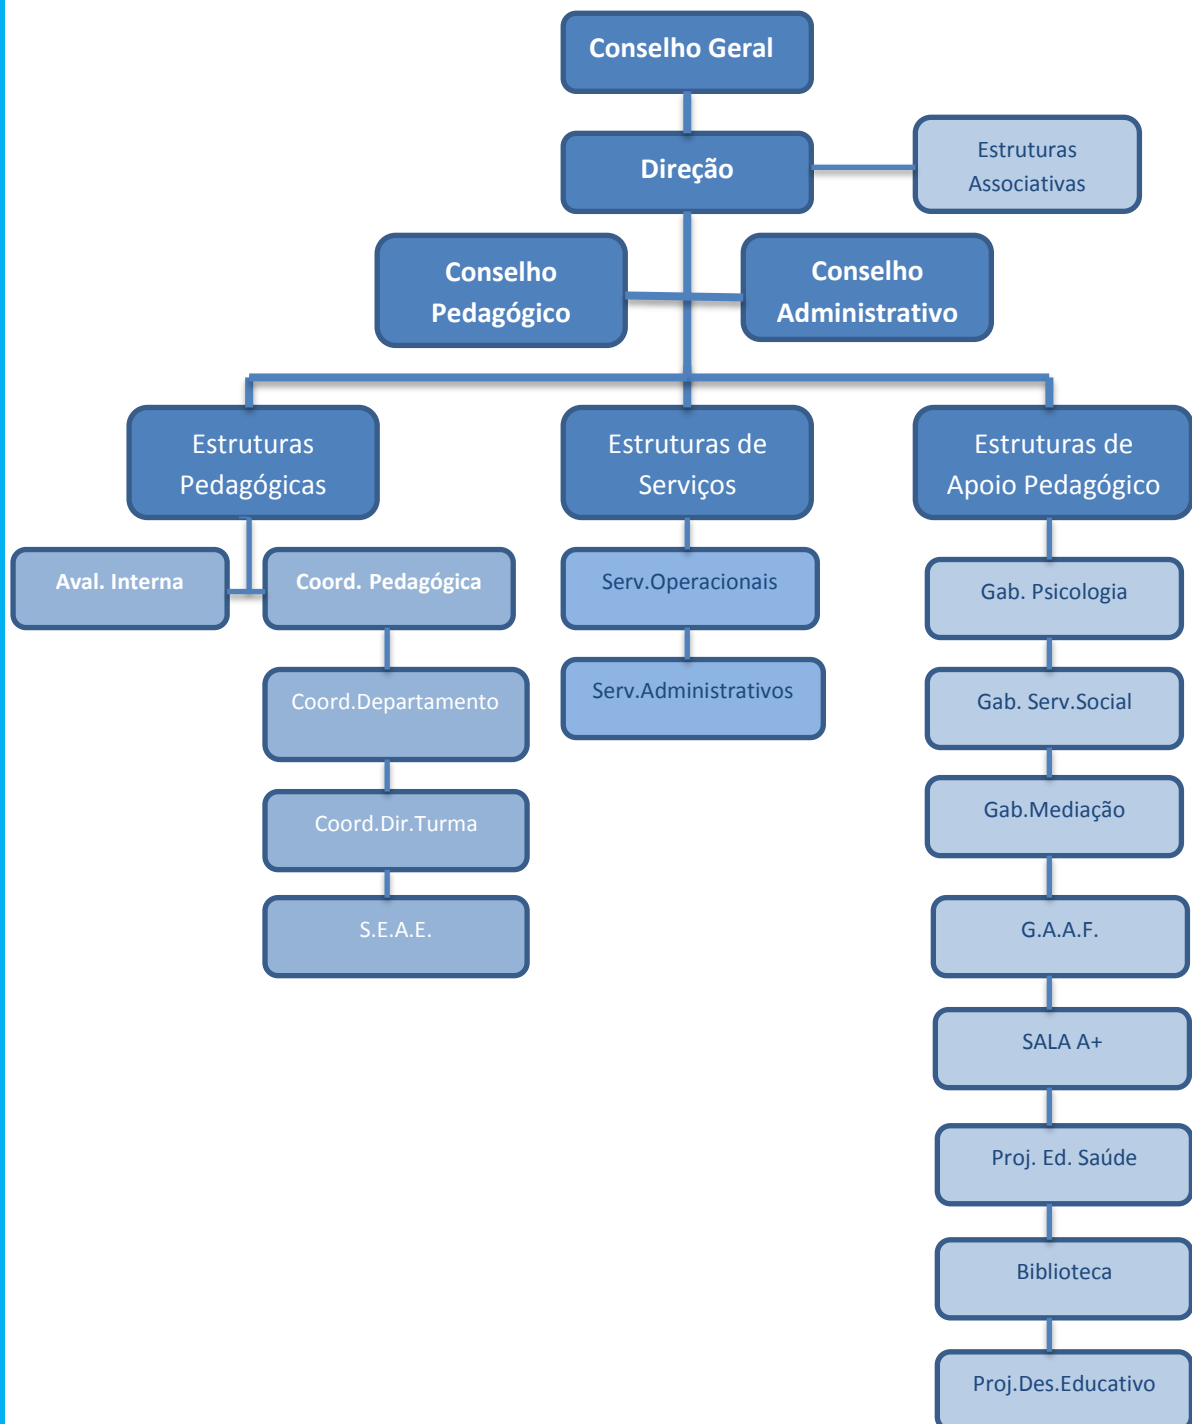 Conselho Geral
Direção
Estruturas
Associativas
Conselho
Pedagógico
Conselho
Administrativo
Estruturas
Pedagógicas
Estruturas de
Serviços
Estruturas de
Apoio Pedagógico
Aval. Interna
Coord. Pedagógica
Coord.Departamento
Coord.Dir.Turma
S.E.A.E.
Serv.Operacionais
Serv.Administrativos
Gab. Psicologia
Gab. Serv.Social
Gab.Mediação
G.A.A.F.
SALA A+
Proj. Ed. Saúde
Biblioteca
Proj.Des.Educativo